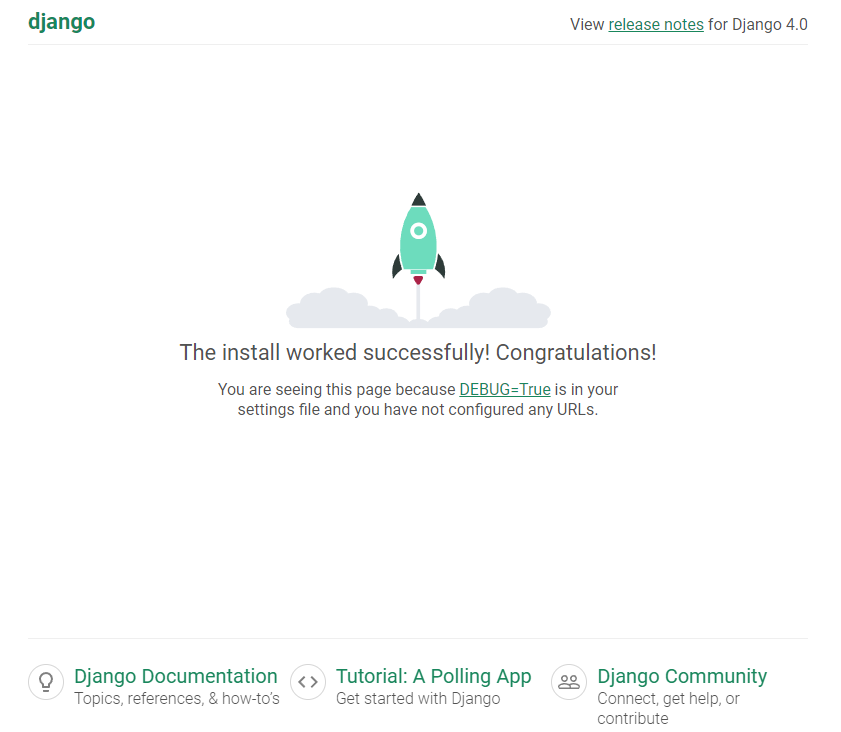 django
View release notes for Django 4.0
The install worked successfully! Congratulations!
You are seeing this page because DEBUG=True is in your
settings file and you have not configured any URLs.
Django Documentation
Topics, references, & how-to’s
Tutorial: A Polling App
Get started with Django
Django Community
Connect, get help, or
contribute